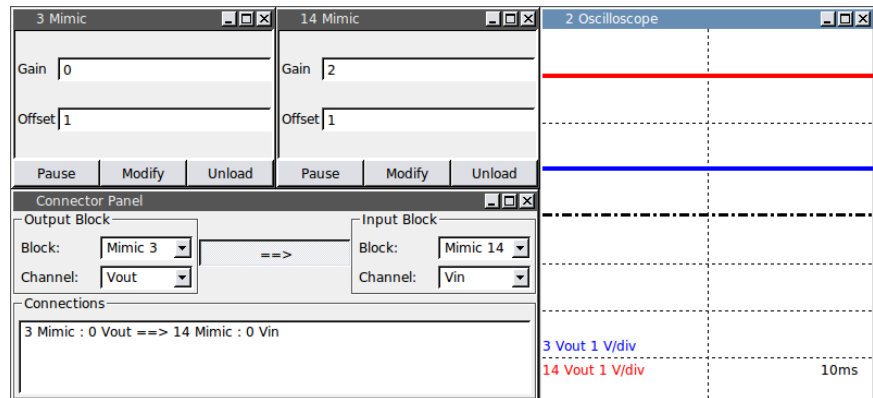 3 Mimic
Gain 0
Offset 1
Pause Modify Unload
14 Mimic
Gain 2
Offset 1
Pause Modify Unload
Connector Panel
Output Block
Block: Mimic 3
Channel: Vout
==>
Input Block
Block: Mimic 14
Channel: Vin
Connections
3 Mimic : 0 Vout ==> 14 Mimic : 0 Vin
2 Oscilloscope
3 Vout 1 V/div
14 Vout 1 V/div 10ms